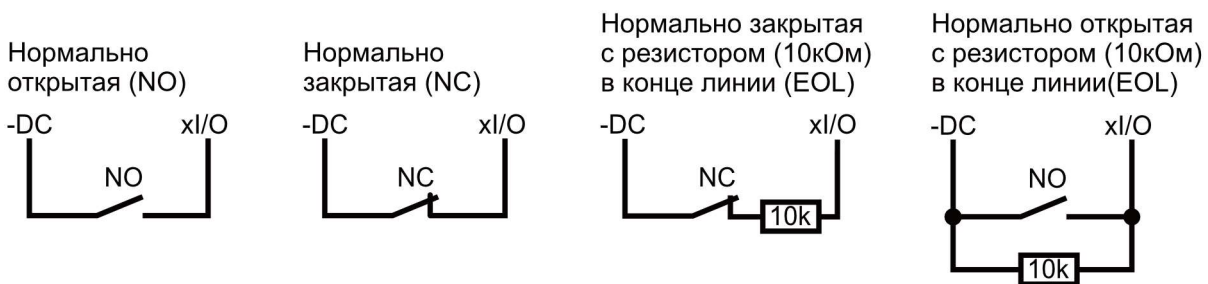 Нормально
открытая (NO)
-DC xI/O
NO
Нормально
закрытая (NC)
-DC xI/O
NC
Нормально закрытая
с резистором (10кОм)
в конце линии (EOL)
-DC xI/O
NC
10k
Нормально открытая
с резистором (10кОм)
в конце линии(EOL)
-DC xI/O
NO
10k